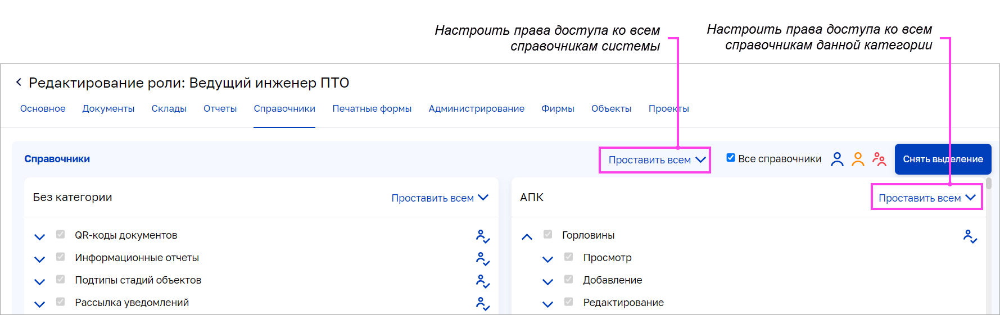 Настроить права доступа ко всем
справочникам системы
Настроить права доступа ко всем
справочникам данной категории
Редактирование роли: Ведущий инженер ПТО
Основное Документы Склады Отчеты Справочники Печатные формы Администрирование Фирмы Объекты Проекты
Справочники Проставить всем Все справочники Снять выделение
Без категории Проставить всем
QR-коды документов
Информационные отчеты
Подтипы стадий объектов
Рассылка уведомлений
АПК Проставить всем
Горловины
Просмотр
Добавление
Редактирование